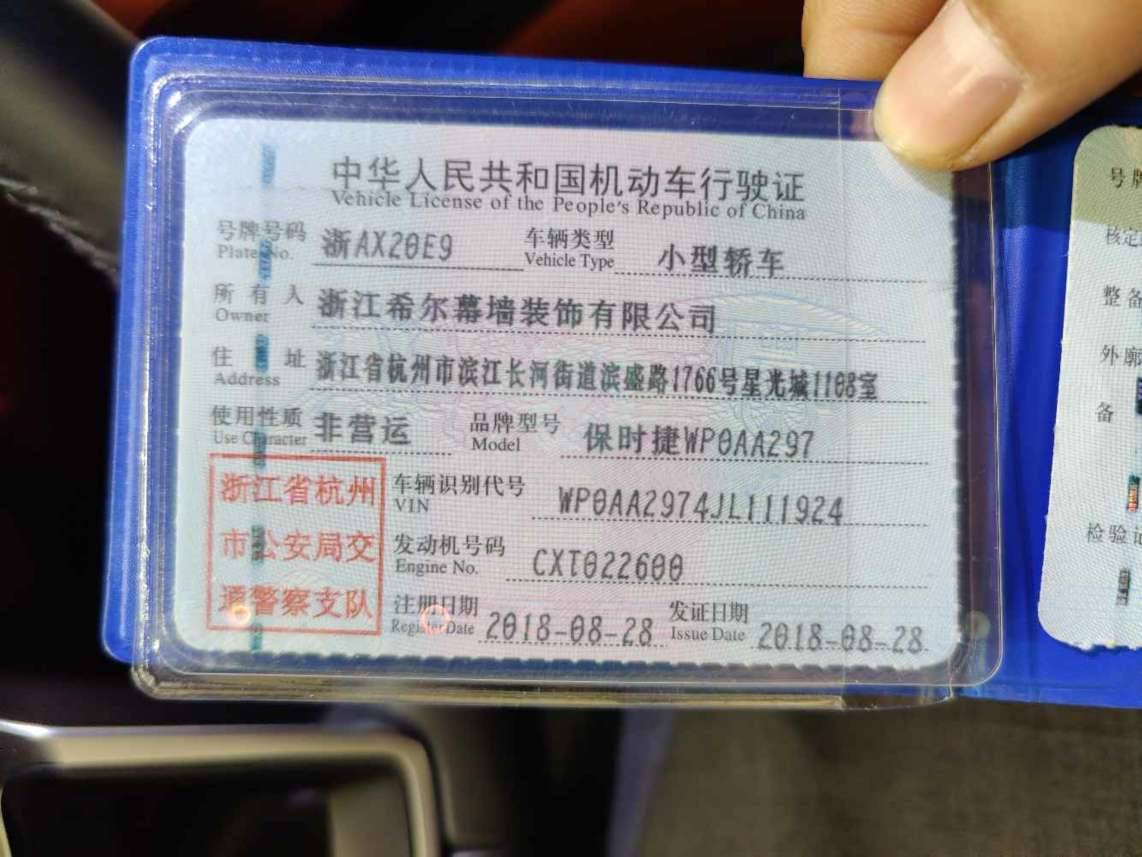 中华人民共和国机动车行驶证
Vehicle License of the People's Republic of China
号牌号码 浙AX20E9 车辆类型 小型轿车
Plate No. Vehicle Type
所有人 浙江希尔幕墙装饰有限公司
Owner
住址 浙江省杭州市滨江长河街道滨盛路1766号星光城1108室
Address
使用性质 非营运 品牌型号 保时捷WP0AA297
Use Character Model
浙江省杭州
市公安局交
通警察支队
车辆识别代号 WP0AA2974JL111924
VIN
发动机号码 CXT022600
Engine No.
注册日期 2018-08-28 发证日期 2018-08-28
Register Date Issue Date
号牌
核定
整备
外廓
备
检验